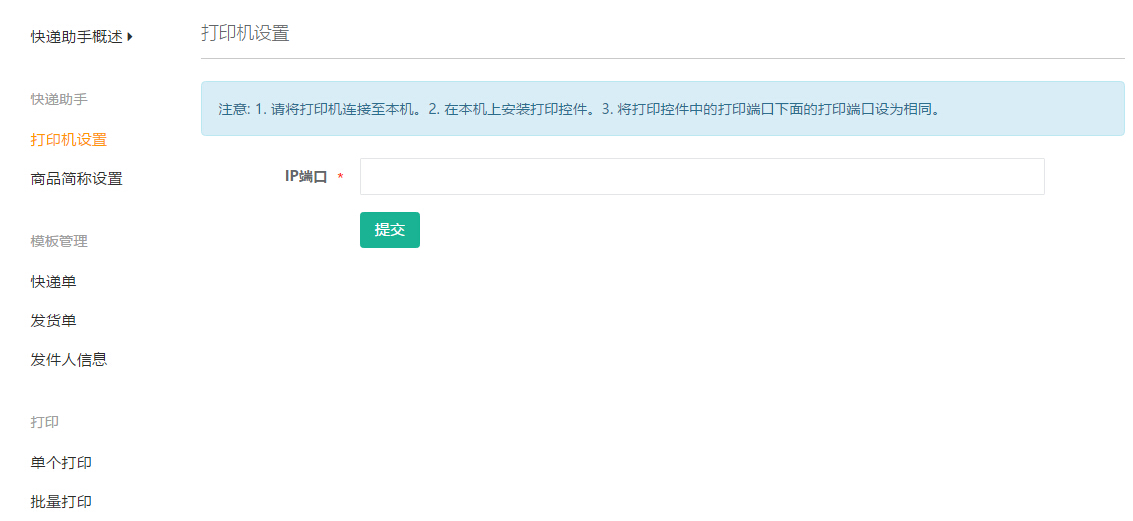 快递助手概述
快递助手
打印机设置
商品简称设置
模板管理
快递单
发货单
发件人信息
打印
单个打印
批量打印
打印机设置
注意: 1. 请将打印机连接至本机。2. 在本机上安装打印控件。3. 将打印控件中的打印端口下面的打印端口设为相同。
IP端口 *
提交